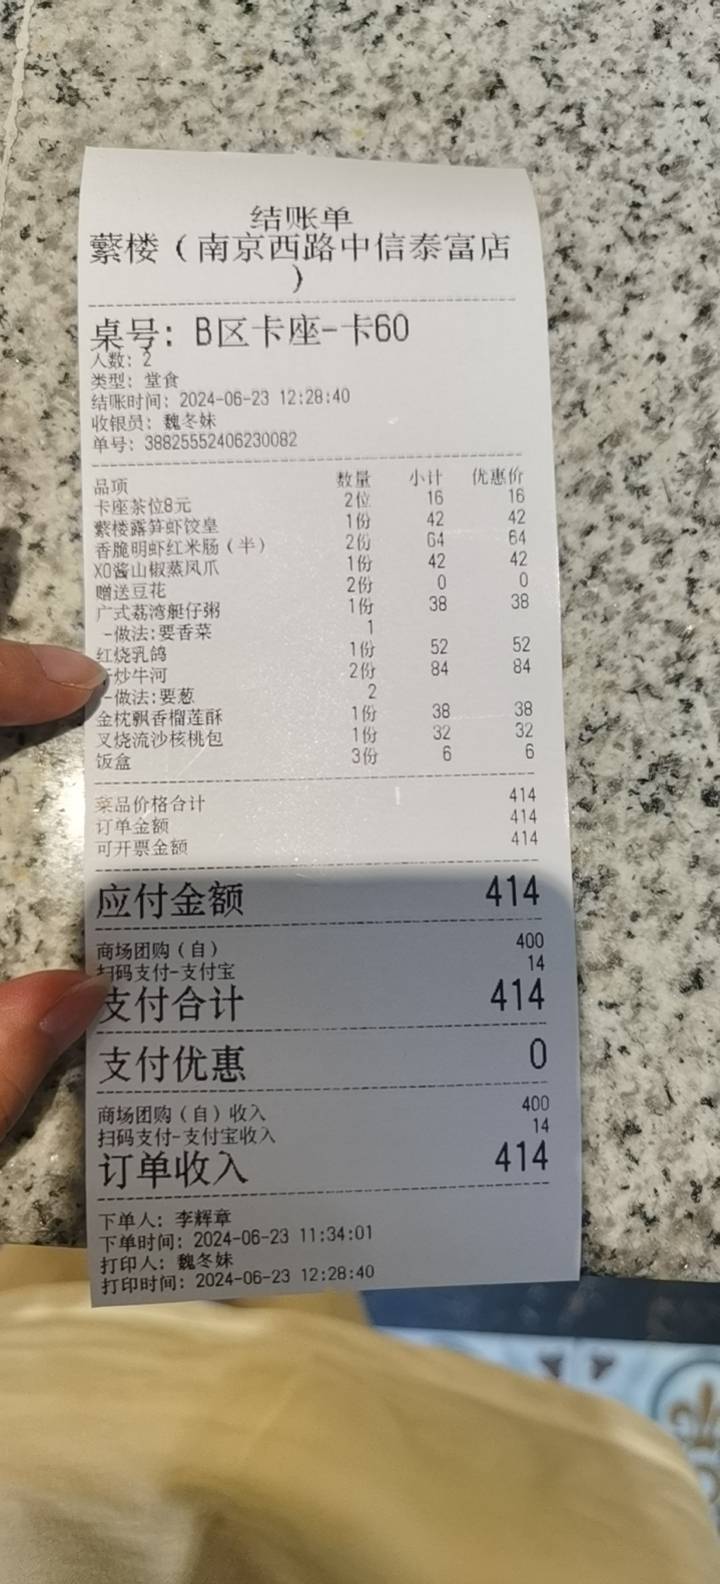 结账单
蘩楼（南京西路中信泰富店
）
桌号: B区卡座-卡60
人数: 2
类型: 堂食
结账时间: 2024-06-23 12:28:40
收银员: 魏冬妹
单号: 38825552406230082
品项 数量 小计 优惠价
卡座茶位8元 2位 16 16
蘩楼露笋虾饺皇 1份 42 42
香脆明虾红米肠（半） 2份 64 64
XO酱山椒蒸凤爪 1份 42 42
赠送豆花 2份 0 0
广式荔湾艇仔粥 1份 38 38
-做法:要香菜 1
红烧乳鸽 1份 52 52
炒牛河 2份 84 84
-做法:要葱 2
金枕飘香榴莲酥 1份 38 38
叉烧流沙核桃包 1份 32 32
饭盒 3份 6 6
菜品价格合计 414
订单金额 414
可开票金额 414
应付金额 414
商场团购（自） 400
扫码支付-支付宝 14
支付合计 414
支付优惠 0
商场团购（自）收入 400
扫码支付-支付宝收入 14
订单收入 414
下单人: 李辉章
下单时间: 2024-06-23 11:34:01
打印人: 魏冬妹
打印时间: 2024-06-23 12:28:40